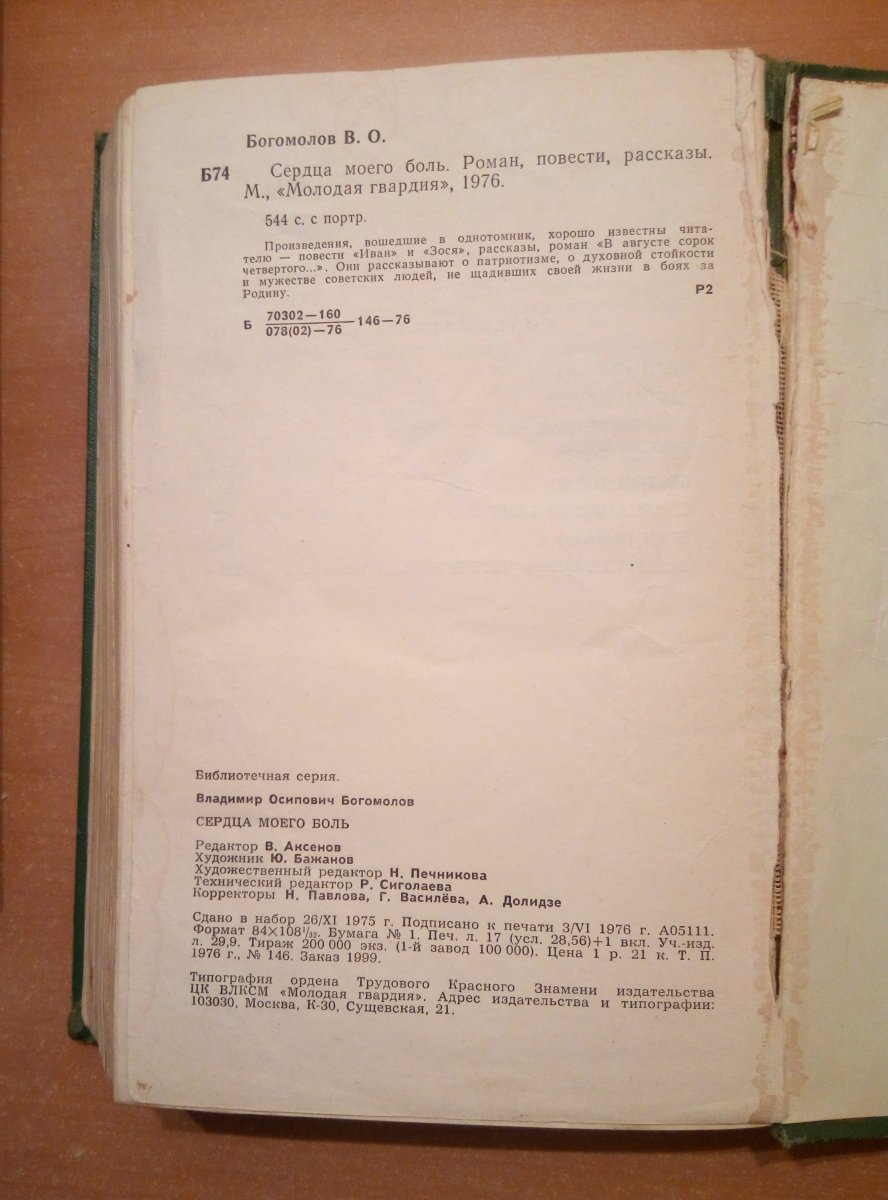 Богомолов В. О.
Б74 Сердца моего боль. Роман, повести, рассказы.
М., «Молодая гвардия», 1976.
544 с. с портр.
Произведения, вошедшие в однотомник, хорошо известны чита-
телю — повести «Иван» и «Зося», рассказы, роман «В августе сорок
четвертого...». Они рассказывают о патриотизме, о духовной стойкости
и мужестве советских людей, не щадивших своей жизни в боях за
Родину. Р2
Б 70302—160
078(02)—76 —146—76
Библиотечная серия.
Владимир Осипович Богомолов
СЕРДЦА МОЕГО БОЛЬ
Редактор В. Аксенов
Художник Ю. Бажанов
Художественный редактор Н. Печникова
Технический редактор Р. Сиголаева
Корректоры Н. Павлова, Г. Василёва, А. Долидзе
Сдано в набор 26/XI 1975 г. Подписано к печати 3/VI 1976 г. А05111.
Формат 84×108¹/₃₂. Бумага № 1. Печ. л. 17 (усл. 28,56)+1 вкл. Уч.-изд.
л. 29,9. Тираж 200 000 экз. (1-й завод 100 000). Цена 1 р. 21 к. Т. П.
1976 г., № 146. Заказ 1999.
Типография ордена Трудового Красного Знамени издательства
ЦК ВЛКСМ «Молодая гвардия». Адрес издательства и типографии:
103030, Москва, К-30, Сущевская, 21.